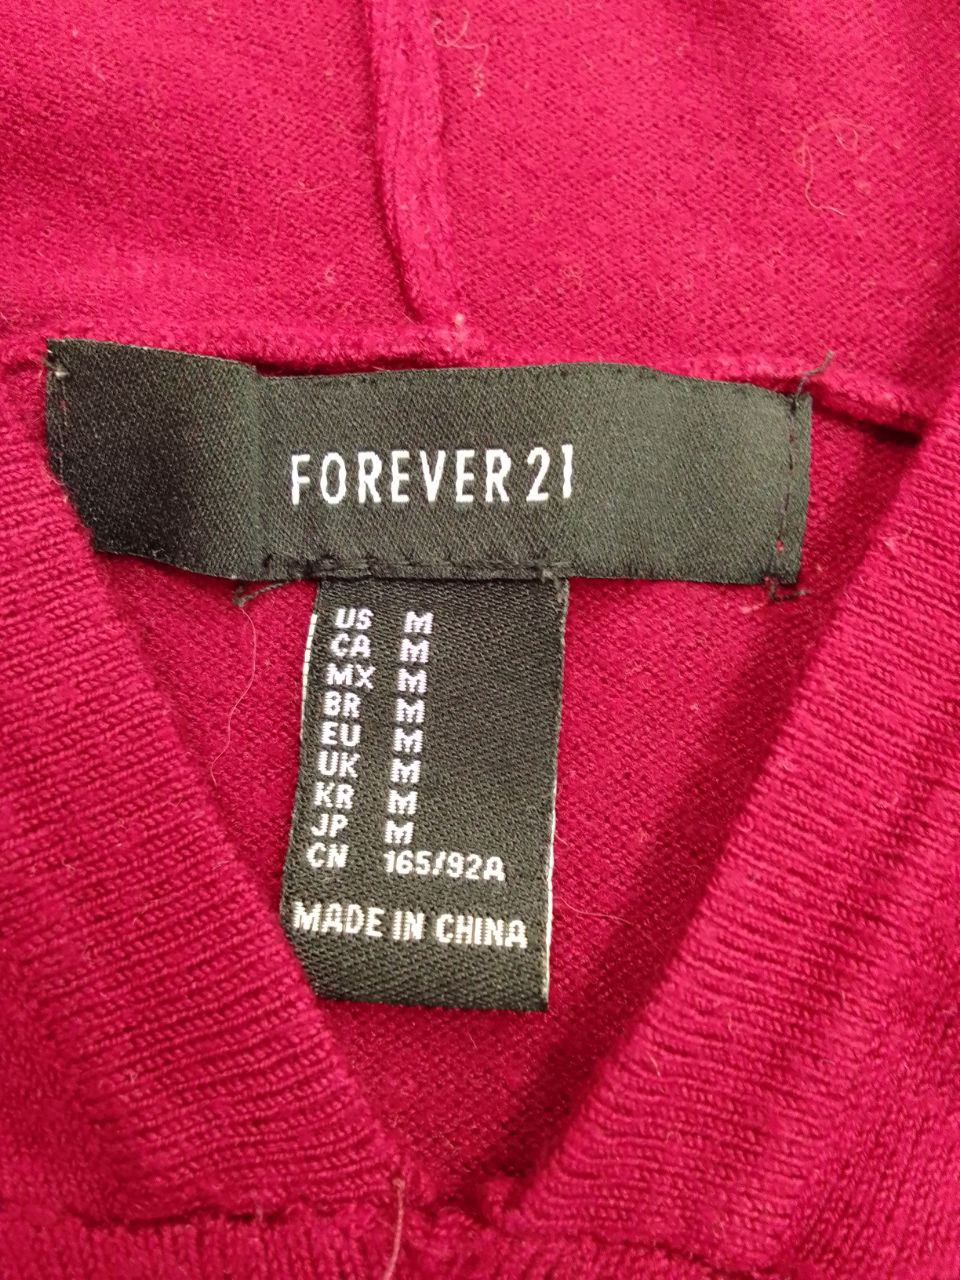 FOREVER 21
US M
CA M
MX M
BR M
EU M
UK M
KR M
JP M
CN 165/92A
MADE IN CHINA